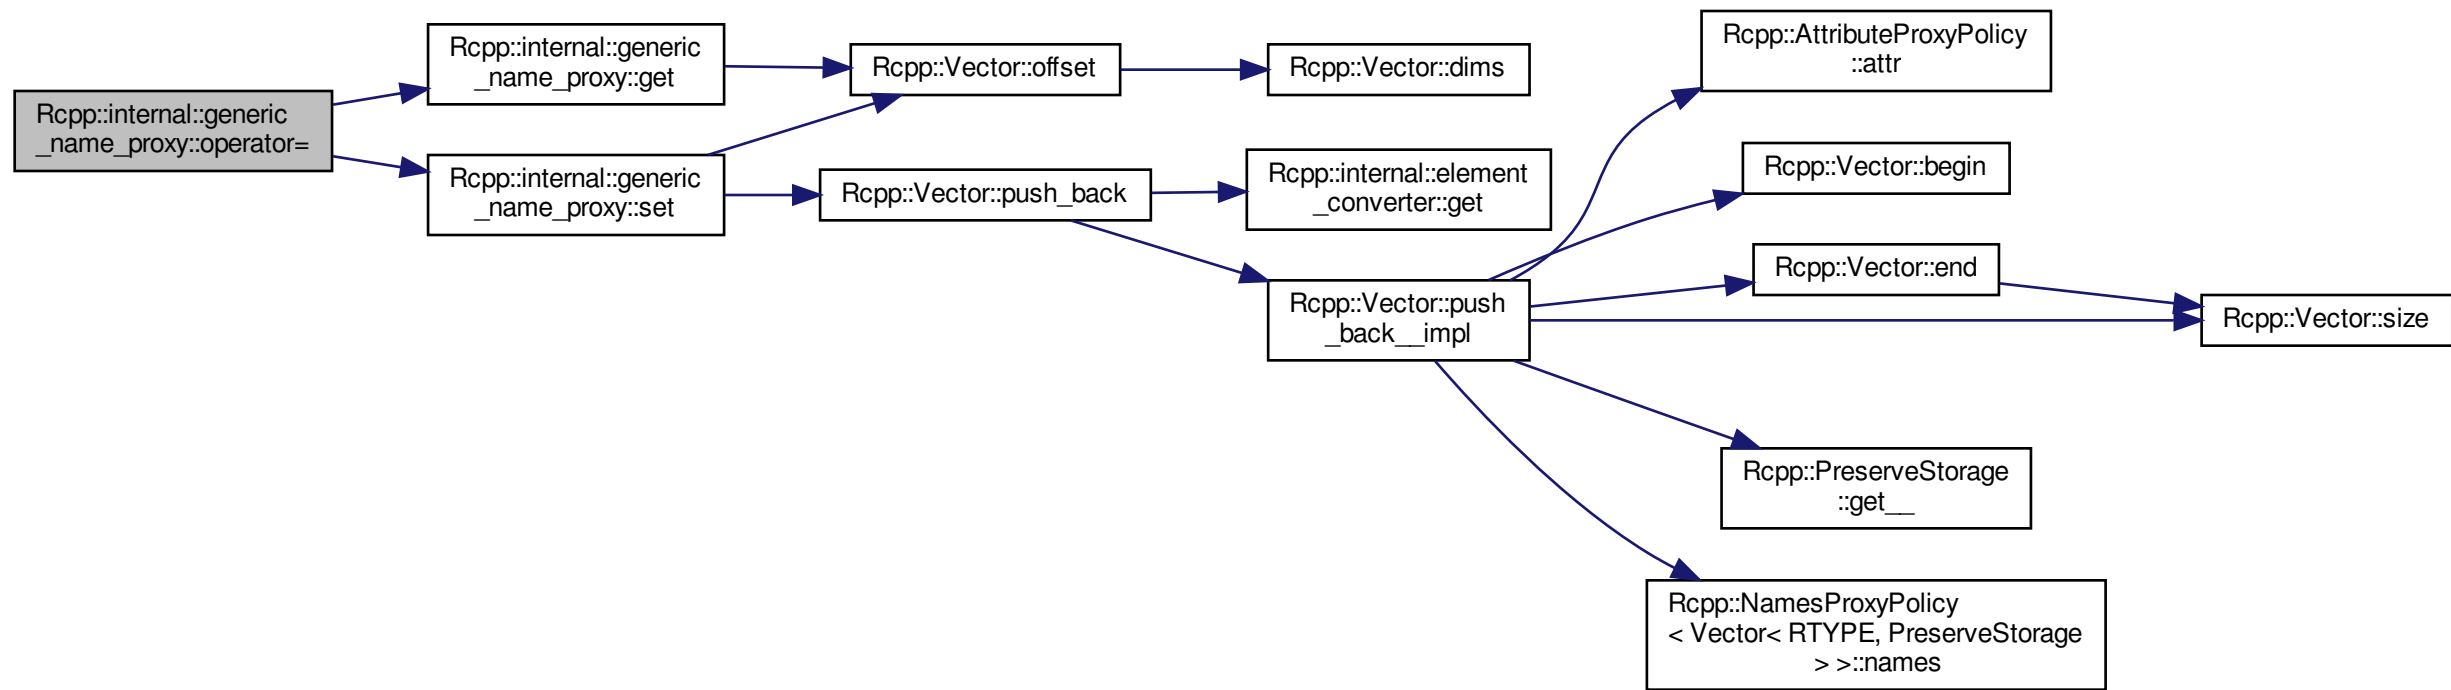 Rcpp::internal::generic
_name_proxy::operator=
Rcpp::internal::generic
_name_proxy::get
Rcpp::internal::generic
_name_proxy::set
Rcpp::Vector::offset
Rcpp::Vector::push_back
Rcpp::Vector::dims
Rcpp::internal::element
_converter::get
Rcpp::Vector::push
_back__impl
Rcpp::AttributeProxyPolicy
::attr
Rcpp::Vector::begin
Rcpp::Vector::end
Rcpp::Vector::size
Rcpp::PreserveStorage
::get__
Rcpp::NamesProxyPolicy
< Vector< RTYPE, PreserveStorage
> >::names